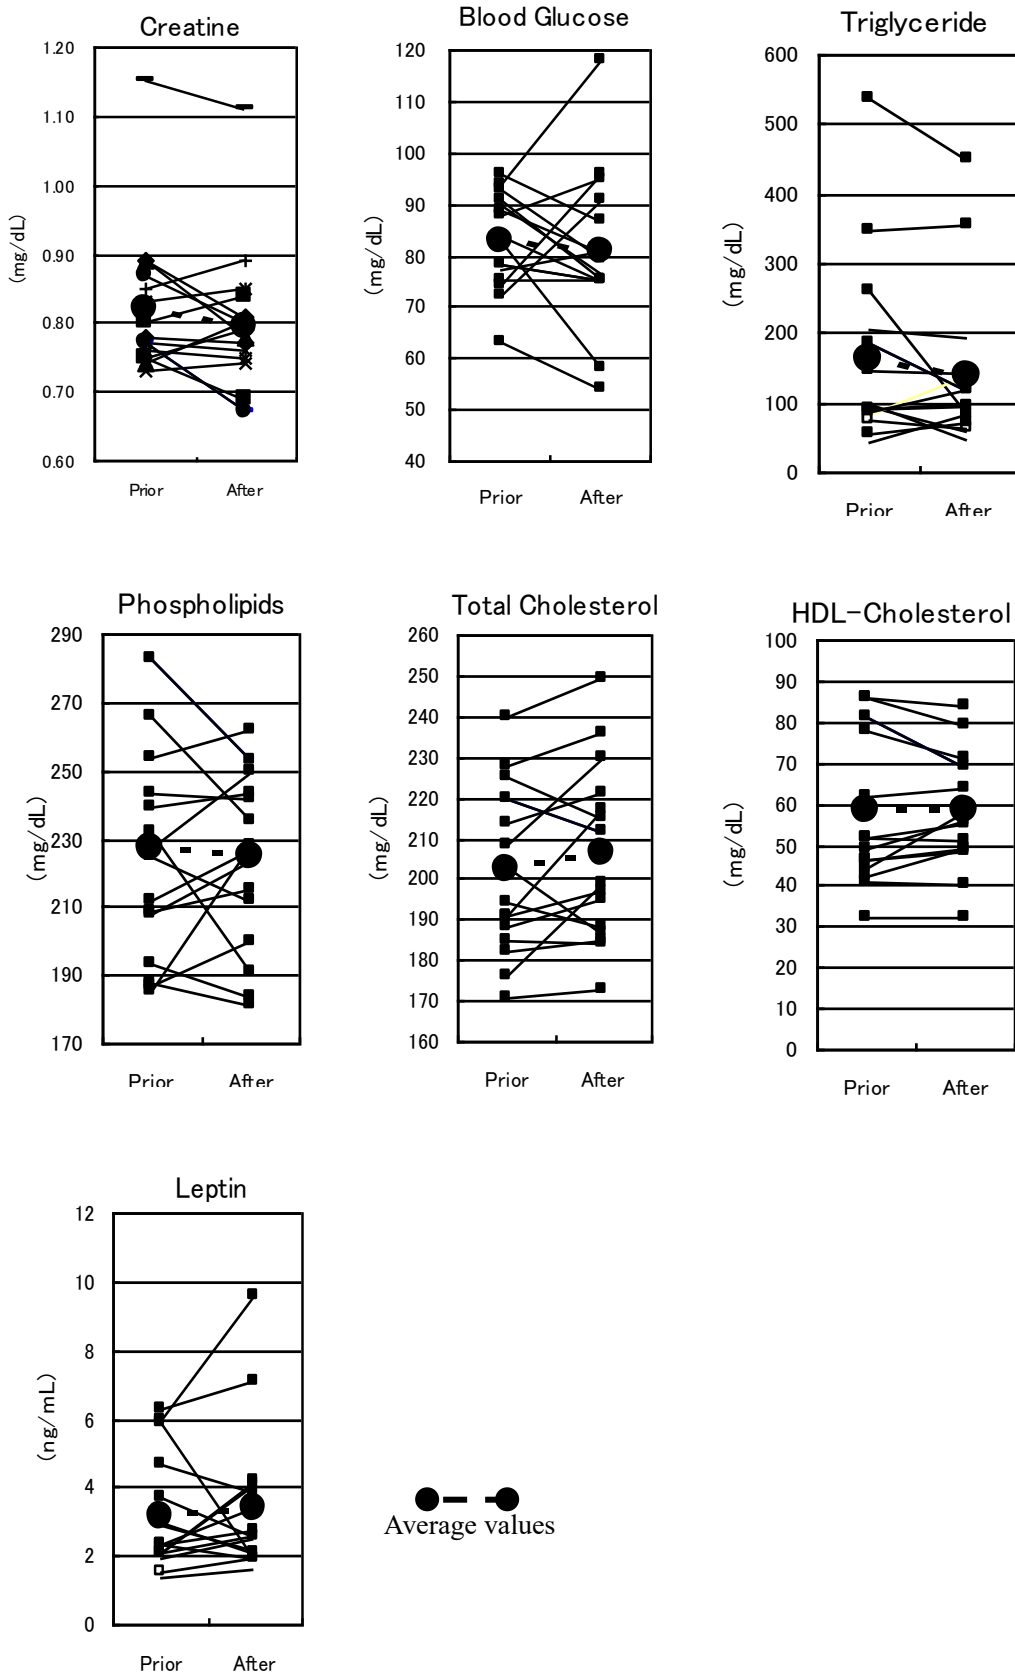 Creatine
1.20
1.10
1.00
0.90
0.80
0.70
0.60
(mg/dL)
Prior After
Blood Glucose
120
110
100
90
80
70
60
50
40
(mg/dL)
Prior After
Triglyceride
600
500
400
300
200
100
0
(mg/dL)
Prior After
Phospholipids
290
270
250
230
210
190
170
(mg/dL)
Prior After
Total Cholesterol
260
250
240
230
220
210
200
190
180
170
160
(mg/dL)
Prior After
HDL-Cholesterol
100
90
80
70
60
50
40
30
20
10
0
(mg/dL)
Prior After
Leptin
12
10
8
6
4
2
0
(ng/mL)
Prior After
Average values